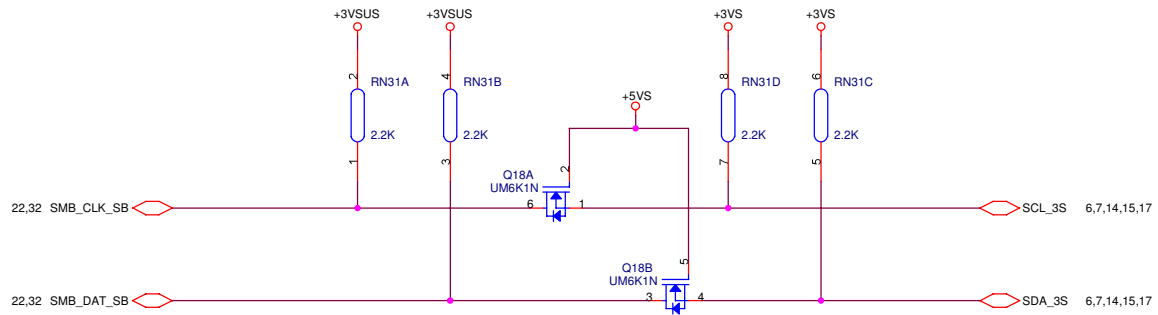 +3VSUS +3VSUS +3VS +3VS
2 RN31A 4 RN31B 8 RN31D 6 RN31C
+5VS
2.2K 2.2K 2.2K 2.2K
1 3 7 5
Q18A 2
UM6K1N
22,32 SMB_CLK_SB 6 1 SCL_3S 6,7,14,15,17
Q18B 5
UM6K1N
22,32 SMB_DAT_SB 3 4 SDA_3S 6,7,14,15,17